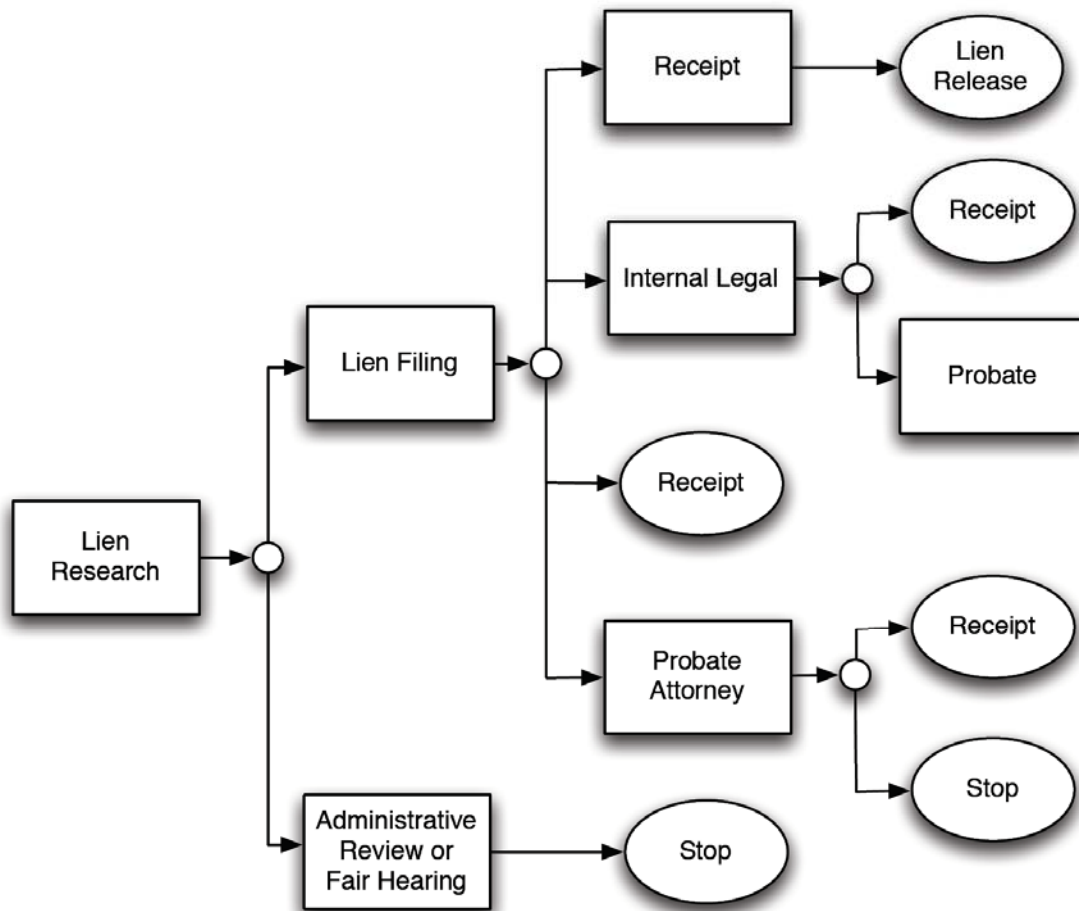 Receipt
Lien
Release
Receipt
Internal Legal
Lien Filing
Probate
Receipt
Lien
Research
Receipt
Probate
Attorney
Stop
Administrative
Review or
Fair Hearing
Stop